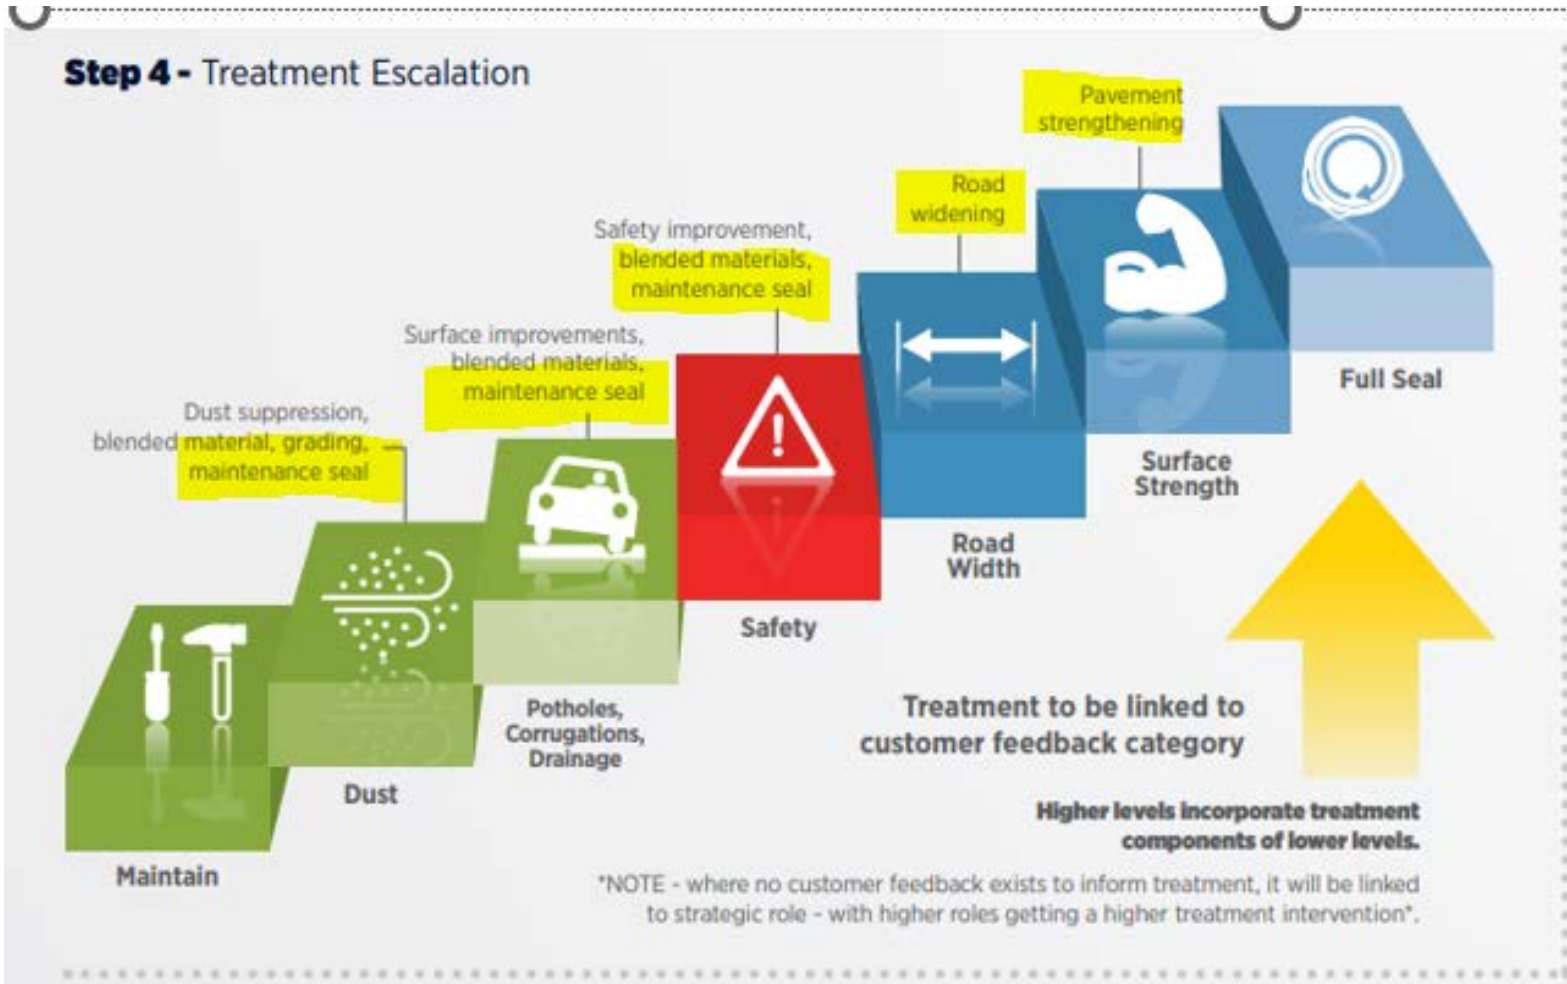 Step 4 - Treatment Escalation
Pavement
strengthening
Road
widening
Safety improvement,
blended materials,
maintenance seal
Surface improvements,
blended materials,
maintenance seal
Dust suppression,
blended material, grading,
maintenance seal
Full Seal
Surface
Strength
Road
Width
Safety
Potholes,
Corrugations,
Drainage
Dust
Maintain
Treatment to be linked to
customer feedback category
Higher levels incorporate treatment
components of lower levels.
*NOTE - where no customer feedback exists to inform treatment, it will be linked
to strategic role - with higher roles getting a higher treatment intervention*.